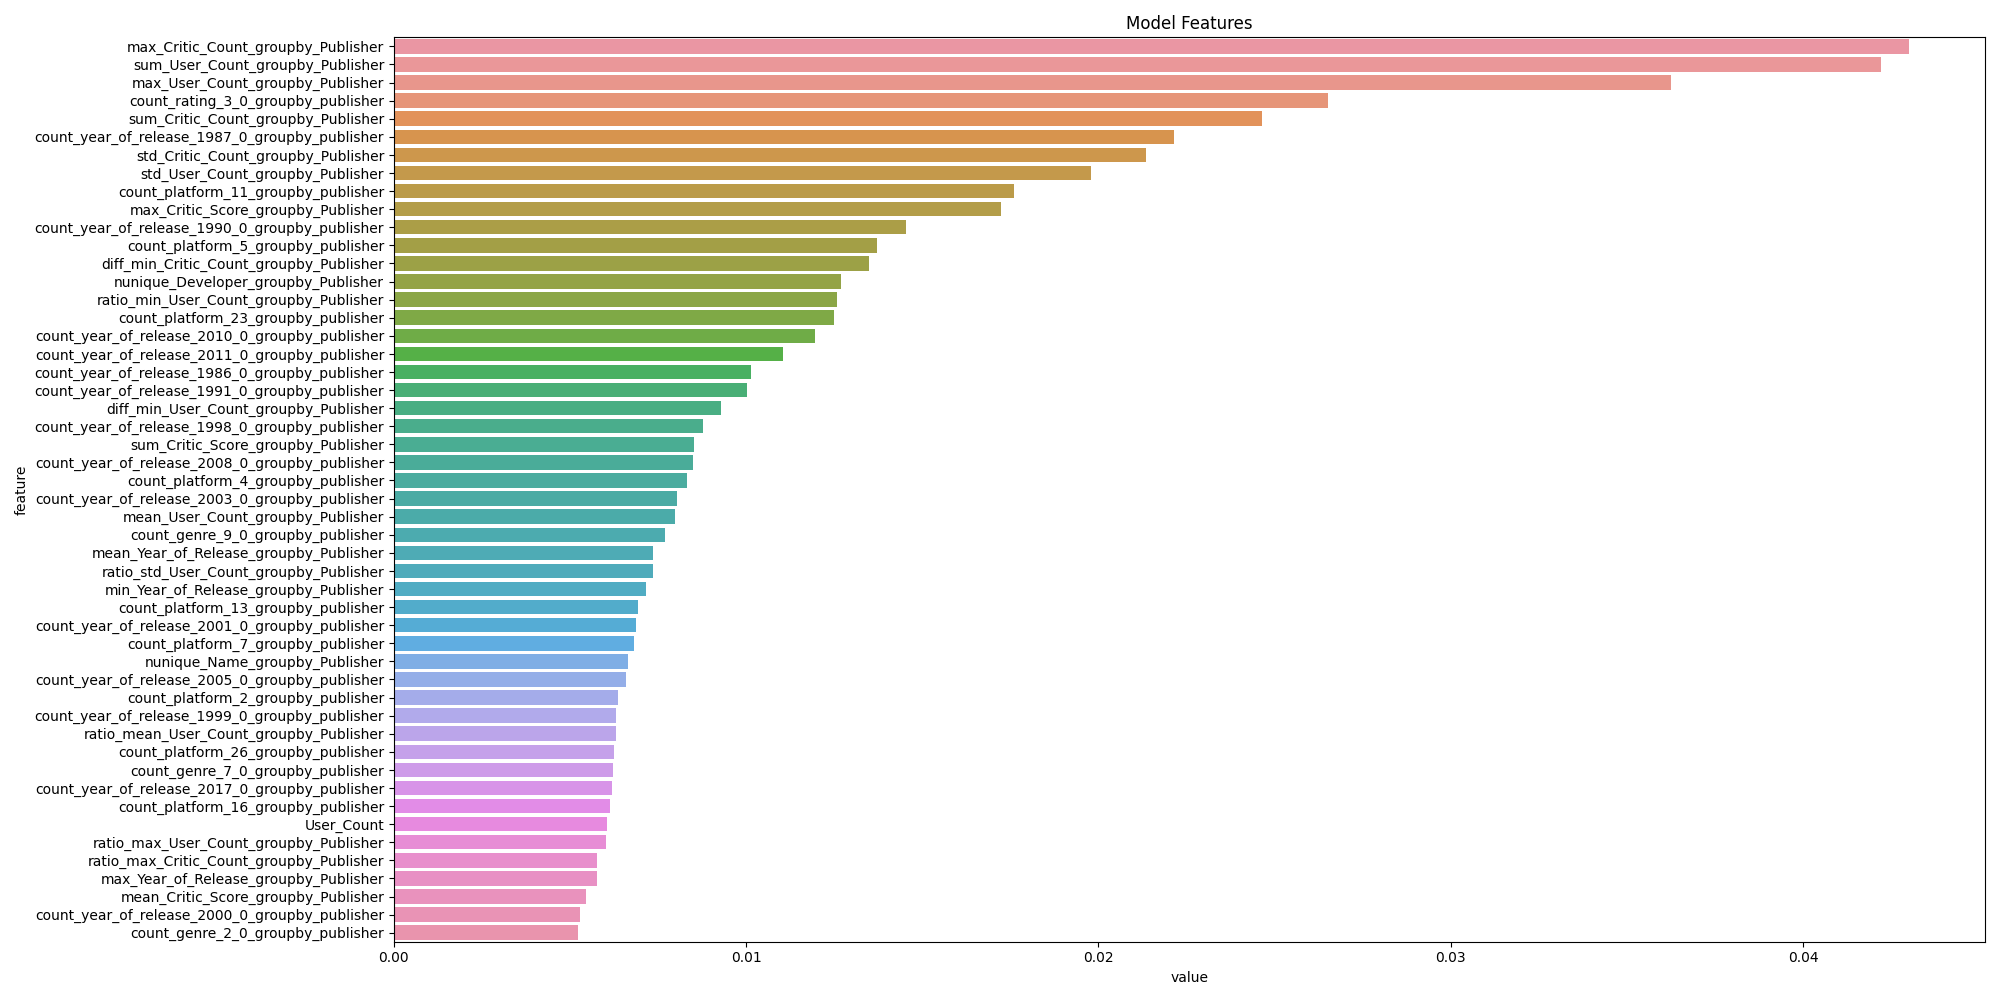 Model Features
max_Critic_Count_groupby_Publisher
sum_User_Count_groupby_Publisher
max_User_Count_groupby_Publisher
count_rating_3_0_groupby_publisher
sum_Critic_Count_groupby_Publisher
count_year_of_release_1987_0_groupby_publisher
std_Critic_Count_groupby_Publisher
std_User_Count_groupby_Publisher
count_platform_11_groupby_publisher
max_Critic_Score_groupby_Publisher
count_year_of_release_1990_0_groupby_publisher
count_platform_5_groupby_publisher
diff_min_Critic_Count_groupby_Publisher
nunique_Developer_groupby_Publisher
ratio_min_User_Count_groupby_Publisher
count_platform_23_groupby_publisher
count_year_of_release_2010_0_groupby_publisher
count_year_of_release_2011_0_groupby_publisher
count_year_of_release_1986_0_groupby_publisher
count_year_of_release_1991_0_groupby_publisher
diff_min_User_Count_groupby_Publisher
count_year_of_release_1998_0_groupby_publisher
sum_Critic_Score_groupby_Publisher
count_year_of_release_2008_0_groupby_publisher
count_platform_4_groupby_publisher
count_year_of_release_2003_0_groupby_publisher
mean_User_Count_groupby_Publisher
count_genre_9_0_groupby_publisher
mean_Year_of_Release_groupby_Publisher
ratio_std_User_Count_groupby_Publisher
min_Year_of_Release_groupby_Publisher
count_platform_13_groupby_publisher
count_year_of_release_2001_0_groupby_publisher
count_platform_7_groupby_publisher
nunique_Name_groupby_Publisher
count_year_of_release_2005_0_groupby_publisher
count_platform_2_groupby_publisher
count_year_of_release_1999_0_groupby_publisher
ratio_mean_User_Count_groupby_Publisher
count_platform_26_groupby_publisher
count_genre_7_0_groupby_publisher
count_year_of_release_2017_0_groupby_publisher
count_platform_16_groupby_publisher
User_Count
ratio_max_User_Count_groupby_Publisher
ratio_max_Critic_Count_groupby_Publisher
max_Year_of_Release_groupby_Publisher
mean_Critic_Score_groupby_Publisher
count_year_of_release_2000_0_groupby_publisher
count_genre_2_0_groupby_publisher
feature
0.00 0.01 0.02 0.03 0.04
value